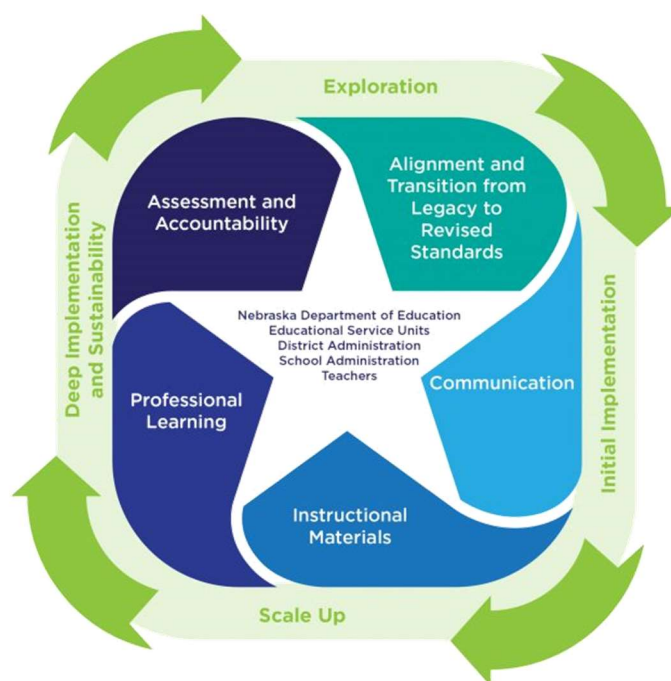 Exploration
Alignment and
Transition from
Legacy to
Revised
Standards
Assessment and
Accountability
Nebraska Department of Education
Educational Service Units
District Administration
School Administration
Teachers
Communication
Professional
Learning
Instructional
Materials
Initial Implementation
Scale Up
Deep Implementation
and Sustainability